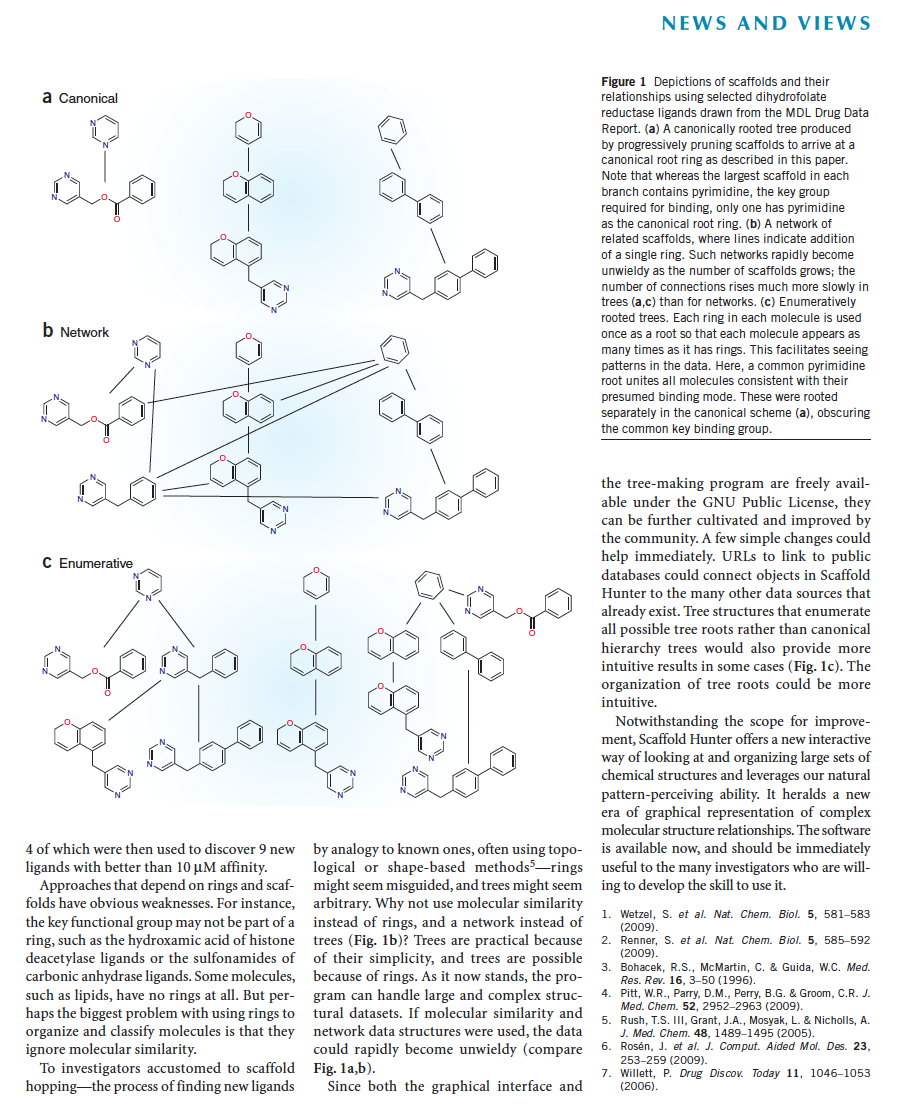 NEWS AND VIEWS
a Canonical
N
N
N
N
O
O
O
O
O
N
N
N
N
b Network
N
N
N
N
O
O
N
N
O
O
O
N
N
N
N
c Enumerative
N
N
N
N
O
O
N
N
O
N
N
N
N
O
O
O
N
N
N
N
O
O
O
O
N
N
N
N
Figure 1 Depictions of scaffolds and their
relationships using selected dihydrofolate
reductase ligands drawn from the MDL Drug Data
Report. (a) A canonically rooted tree produced
by progressively pruning scaffolds to arrive at a
canonical root ring as described in this paper.
Note that whereas the largest scaffold in each
branch contains pyrimidine, the key group
required for binding, only one has pyrimidine
as the canonical root ring. (b) A network of
related scaffolds, where lines indicate addition
of a single ring. Such networks rapidly become
unwieldy as the number of scaffolds grows; the
number of connections rises much more slowly in
trees (a,c) than for networks. (c) Enumeratively
rooted trees. Each ring in each molecule is used
once as a root so that each molecule appears as
many times as it has rings. This facilitates seeing
patterns in the data. Here, a common pyrimidine
root unites all molecules consistent with their
presumed binding mode. These were rooted
separately in the canonical scheme (a), obscuring
the common key binding group.
4 of which were then used to discover 9 new
ligands with better than 10 μM affinity.
Approaches that depend on rings and scaf-
folds have obvious weaknesses. For instance,
the key functional group may not be part of a
ring, such as the hydroxamic acid of histone
deacetylase ligands or the sulfonamides of
carbonic anhydrase ligands. Some molecules,
such as lipids, have no rings at all. But per-
haps the biggest problem with using rings to
organize and classify molecules is that they
ignore molecular similarity.
To investigators accustomed to scaffold
hopping—the process of finding new ligands
by analogy to known ones, often using topo-
logical or shape-based methods5—rings
might seem misguided, and trees might seem
arbitrary. Why not use molecular similarity
instead of rings, and a network instead of
trees (Fig. 1b)? Trees are practical because
of their simplicity, and trees are possible
because of rings. As it now stands, the pro-
gram can handle large and complex struc-
tural datasets. If molecular similarity and
network data structures were used, the data
could rapidly become unwieldy (compare
Fig. 1a,b).
Since both the graphical interface and
the tree-making program are freely avail-
able under the GNU Public License, they
can be further cultivated and improved by
the community. A few simple changes could
help immediately. URLs to link to public
databases could connect objects in Scaffold
Hunter to the many other data sources that
already exist. Tree structures that enumerate
all possible tree roots rather than canonical
hierarchy trees would also provide more
intuitive results in some cases (Fig. 1c). The
organization of tree roots could be more
intuitive.
Notwithstanding the scope for improve-
ment, Scaffold Hunter offers a new interactive
way of looking at and organizing large sets of
chemical structures and leverages our natural
pattern-perceiving ability. It heralds a new
era of graphical representation of complex
molecular structure relationships. The software
is available now, and should be immediately
useful to the many investigators who are will-
ing to develop the skill to use it.
1. Wetzel, S. et al. Nat. Chem. Biol. 5, 581–583
(2009).
2. Renner, S. et al. Nat. Chem. Biol. 5, 585–592
(2009).
3. Bohacek, R.S., McMartin, C. & Guida, W.C. Med.
Res. Rev. 16, 3–50 (1996).
4. Pitt, W.R., Parry, D.M., Perry, B.G. & Groom, C.R. J.
Med. Chem. 52, 2952–2963 (2009).
5. Rush, T.S. III, Grant, J.A., Mosyak, L. & Nicholls, A.
J. Med. Chem. 48, 1489–1495 (2005).
6. Rosén, J. et al. J. Comput. Aided Mol. Des. 23,
253–259 (2009).
7. Willett, P. Drug Discov. Today 11, 1046–1053
(2006).